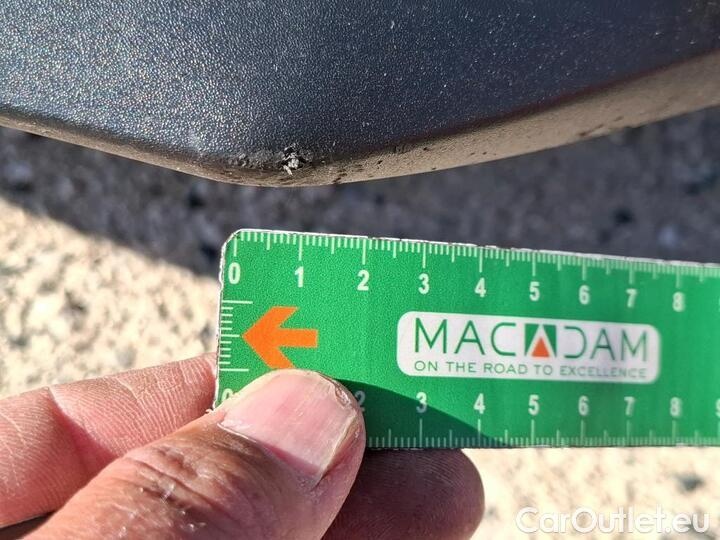 0 1 2 3 4 5 6 7 8
MACADAM
ON THE ROAD TO EXCELLENCE
2 3 4 5 6 7 8
CarOutlet.eu